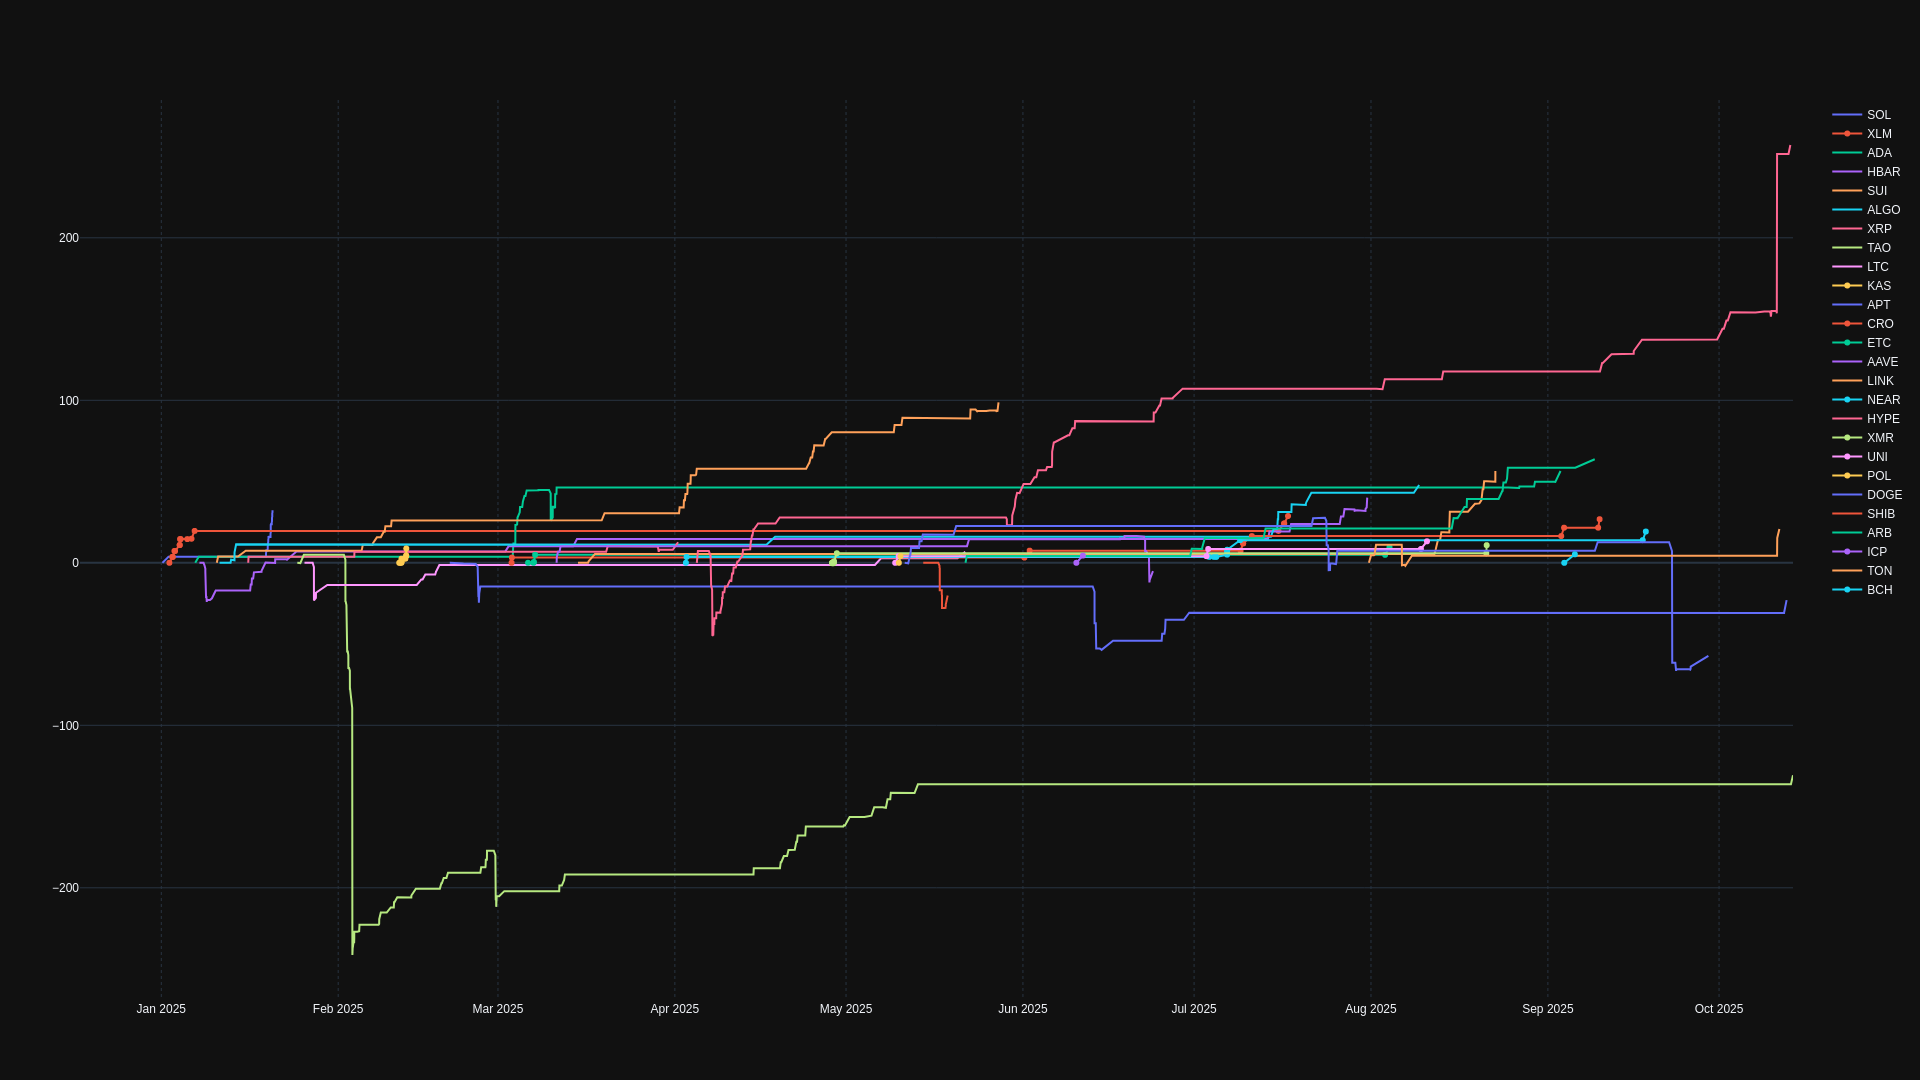 200
100
0
−100
−200
Jan 2025 Feb 2025 Mar 2025 Apr 2025 May 2025 Jun 2025 Jul 2025 Aug 2025 Sep 2025 Oct 2025
SOL
XLM
ADA
HBAR
SUI
ALGO
XRP
TAO
LTC
KAS
APT
CRO
ETC
AAVE
LINK
NEAR
HYPE
XMR
UNI
POL
DOGE
SHIB
ARB
ICP
TON
BCH